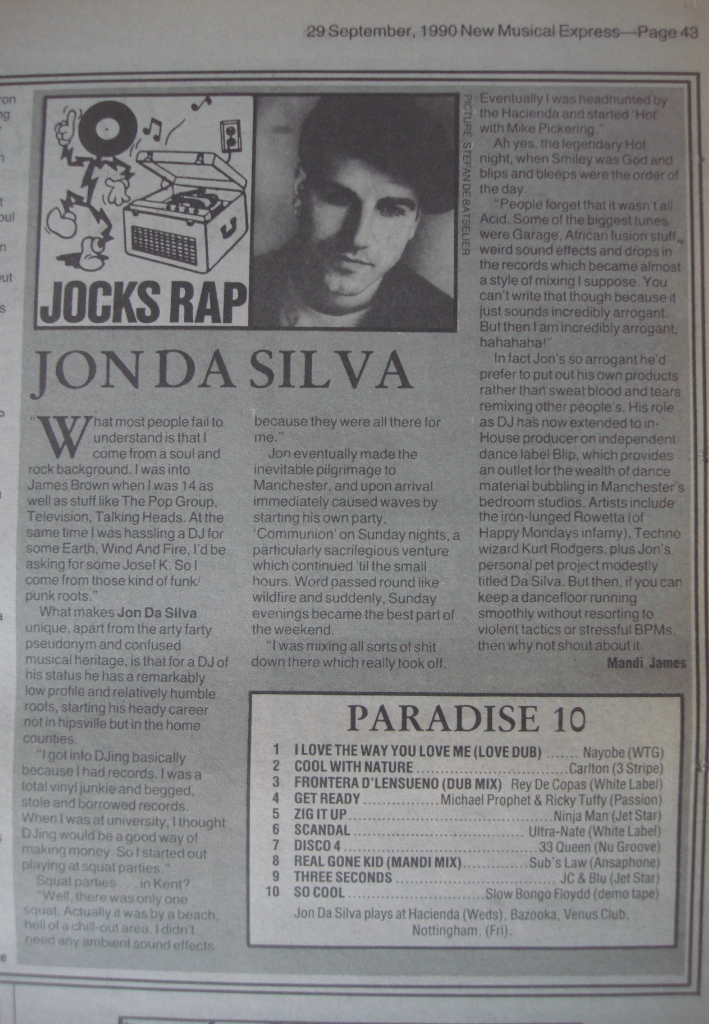 29 September, 1990 New Musical Express—Page 43
JOCKS RAP
PICTURE: STEFAN DE BATSELIER
JON DA SILVA
"What most people fail to
understand is that I
come from a soul and
rock background. I was into
James Brown when I was 14 as
well as stuff like The Pop Group,
Television, Talking Heads. At the
same time I was hassling a DJ for
some Earth, Wind And Fire, I'd be
asking for some Josef K. So I
come from those kind of funk/
punk roots."
What makes Jon Da Silva
unique, apart from the arty farty
pseudonym and confused
musical heritage, is that for a DJ of
his status he has a remarkably
low profile and relatively humble
roots, starting his heady career
not in hipsville but in the home
counties.
"I got into DJing basically
because I had records. I was a
total vinyl junkie and begged,
stole and borrowed records.
When I was at university, I thought
DJing would be a good way of
making money. So I started out
playing at squat parties."
Squat parties . . . in Kent?
"Well, there was only one
squat. Actually it was by a beach,
hell of a chill-out area, I didn't
need any ambient sound effects
because they were all there for
me."
Jon eventually made the
inevitable pilgrimage to
Manchester, and upon arrival
immediately caused waves by
starting his own party,
'Communion' on Sunday nights, a
particularly sacrilegious venture
which continued 'til the small
hours. Word passed round like
wildfire and suddenly, Sunday
evenings became the best part of
the weekend.
"I was mixing all sorts of shit
down there which really took off.
Eventually I was headhunted by
the Hacienda and started 'Hot'
with Mike Pickering."
Ah yes, the legendary Hot
night, when Smiley was God and
blips and bleeps were the order of
the day.
"People forget that it wasn't all
Acid. Some of the biggest tunes
were Garage, African fusion stuff,
weird sound effects and drops in
the records which became almost
a style of mixing I suppose. You
can't write that though because it
just sounds incredibly arrogant.
But then I am incredibly arrogant,
hahahaha!"
In fact Jon's so arrogant he'd
prefer to put out his own products
rather than sweat blood and tears
remixing other people's. His role
as DJ has now extended to in-
House producer on independent
dance label Blip, which provides
an outlet for the wealth of dance
material bubbling in Manchester's
bedroom studios. Artists include
the iron-lunged Rowetta (of
Happy Mondays infamy), Techno
wizard Kurt Rodgers, plus Jon's
personal pet project modestly
titled Da Silva. But then, if you can
keep a dancefloor running
smoothly without resorting to
violent tactics or stressful BPMs,
then why not shout about it.
Mandi James
PARADISE 10
1 I LOVE THE WAY YOU LOVE ME (LOVE DUB) ....... Nayobe (WTG)
2 COOL WITH NATURE ................ Carlton (3 Stripe)
3 FRONTERA D'LENSUENO (DUB MIX) Rey De Copas (White Label)
4 GET READY ............ Michael Prophet & Ricky Tuffy (Passion)
5 ZIG IT UP ................ Ninja Man (Jet Star)
6 SCANDAL ................ Ultra-Nate (White Label)
7 DISCO 4 ................ 33 Queen (Nu Groove)
8 REAL GONE KID (MANDI MIX) ............ Sub's Law (Ansaphone)
9 THREE SECONDS ................ JC & Blu (Jet Star)
10 SO COOL ................ Slow Bongo Floydd (demo tape)
Jon Da Silva plays at Hacienda (Weds), Bazooka, Venus Club,
Nottingham. (Fri).